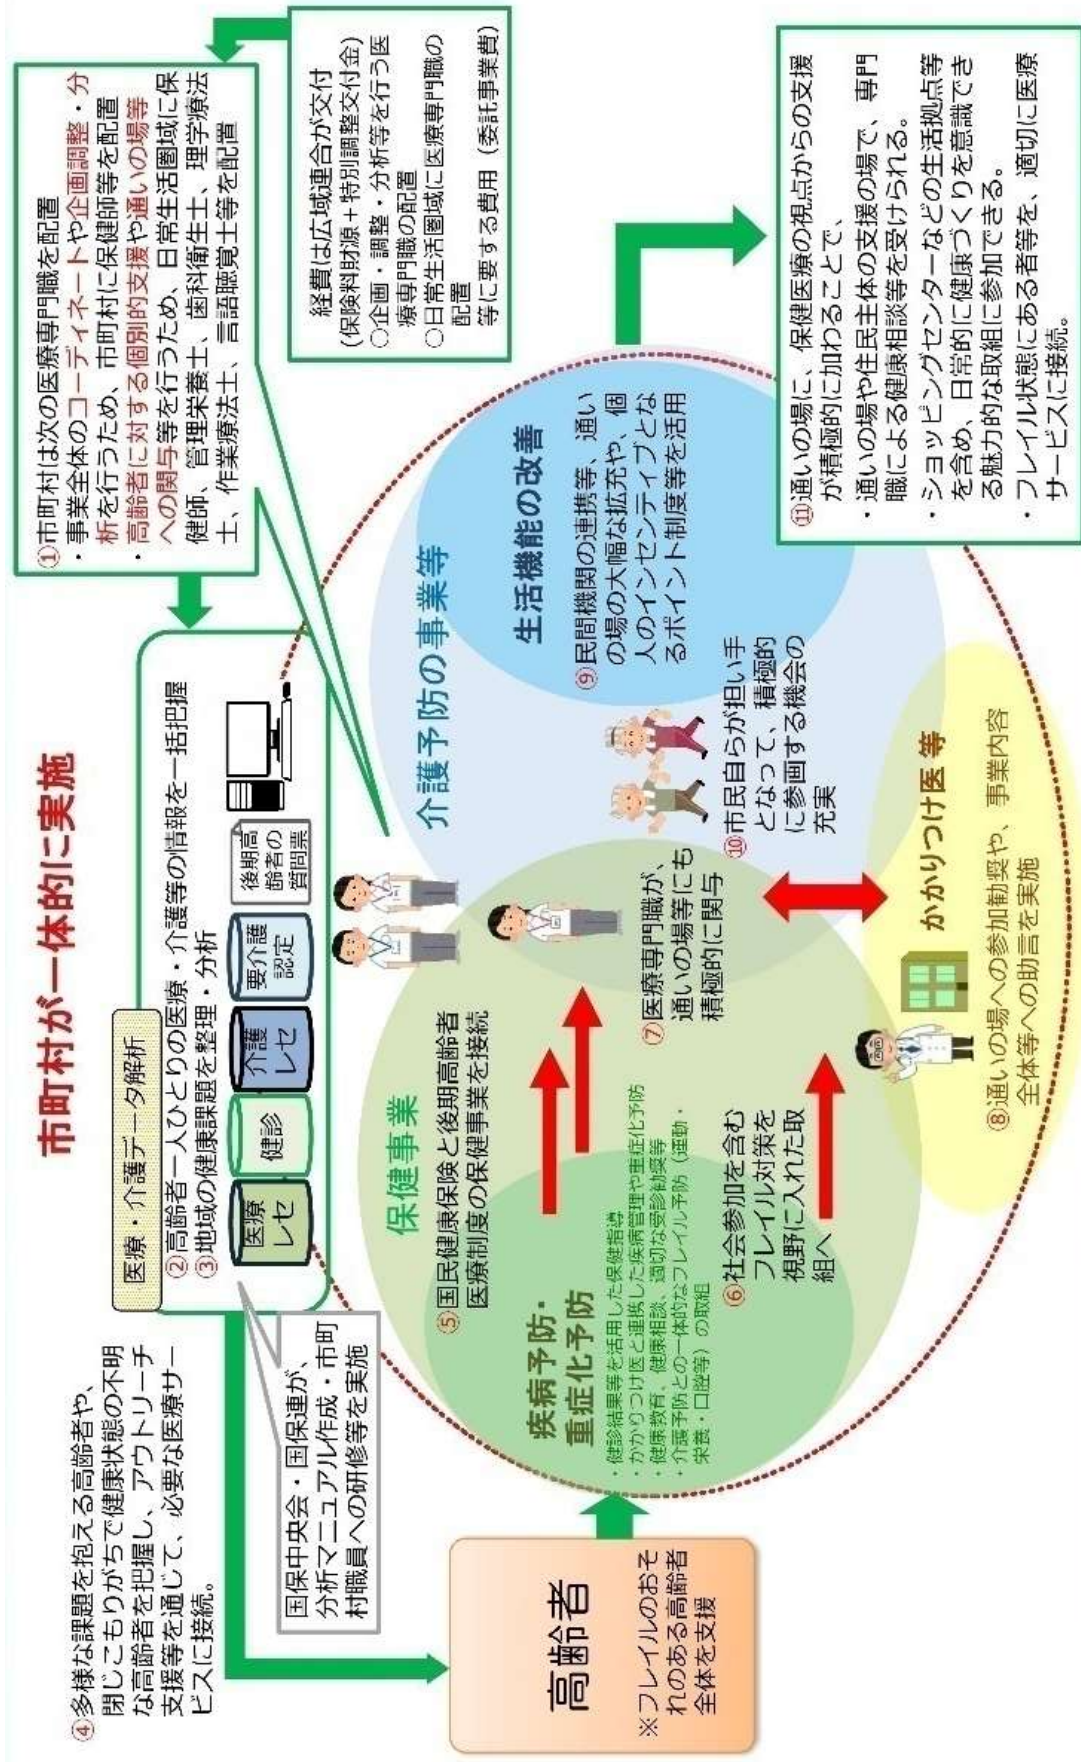 市町村が一体的に実施
①市町村は次の医療専門職を配置
・事業全体のコーディネートや企画調整・分
析を行うため、市町村に保健師等を配置
・高齢者に対する個別的支援や通いの場等
への関与等を行うため、日常生活圏域に保
健師、管理栄養士、歯科衛生士、理学療法
士、作業療法士、言語聴覚士等を配置
経費は広域連合が交付
(保険料財源+特別調整交付金)
○企画・調整・分析等を行う医
療専門職の配置
○日常生活圏域に医療専門職の
配置
等に要する費用(委託事業費)
医療・介護データ解析
②高齢者一人ひとりの医療・介護等の情報を一括把握
③地域の健康課題を整理・分析
医療
レセ
健診
介護
レセ
要介護
認定
後期高
齢者の
質問票
国保中央会・国保連が、
分析マニュアル作成・市町
村職員への研修等を実施
④多様な課題を抱える高齢者や、
閉じこもりがちで健康状態の不明
な高齢者を把握し、アウトリーチ
支援等を通じて、必要な医療サー
ビスに接続。
高齢者
※フレイルのおそ
れのある高齢者
全体を支援
保健事業
⑤国民健康保険と後期高齢者
医療制度の保健事業を接続
疾病予防・
重症化予防
・健診結果等を活用した保健指導
・かかりつけ医と連携した疾病管理や重症化予防
・健康教育、健康相談、適切な受診勧奨等
・介護予防との一体的なフレイル予防(運動・
栄養・口腔等)の取組
⑥社会参加を含む
フレイル対策を
視野に入れた取
組へ
⑦医療専門職が、
通いの場等にも
積極的に関与
介護予防の事業等
生活機能の改善
⑨民間機関の連携等、通い
の場の大幅な拡充や、個
人のインセンティブとな
るポイント制度等を活用
⑩市民自らが担い手
となって、積極的
に参画する機会の
充実
かかりつけ医 等
⑧通いの場への参加勧奨や、事業内容
全体等への助言を実施
⑪通いの場に、保健医療の視点からの支援
が積極的に加わることで、
・通いの場や住民主体の支援の場で、専門
職による健康相談等を受けられる。
・ショッピングセンターなどの生活拠点等
を含め、日常的に健康づくりを意識でき
る魅力的な取組に参加できる。
・フレイル状態にある者等を、適切に医療
サービスに接続。